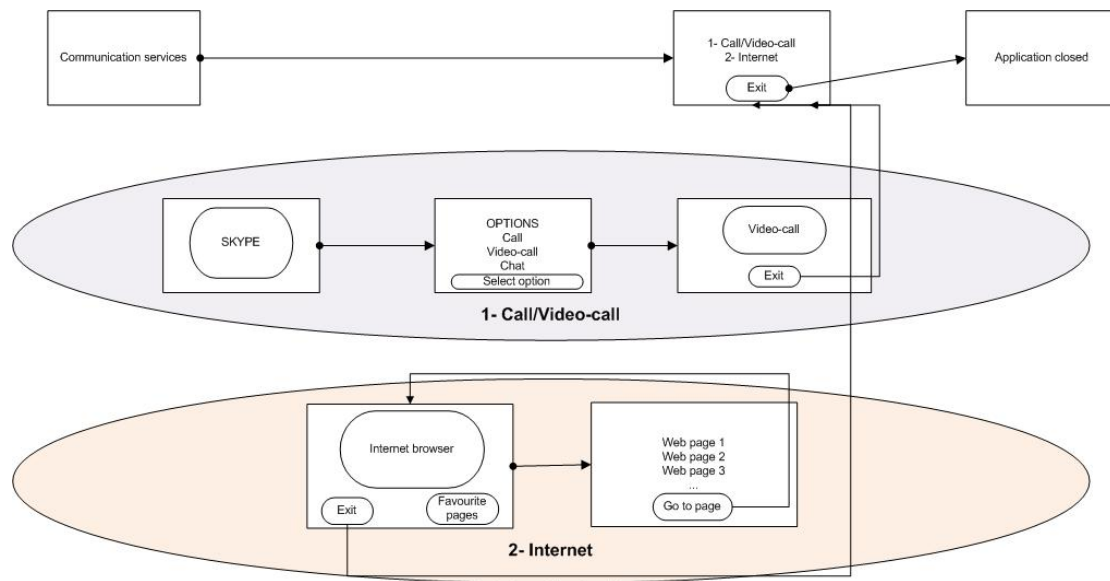 Communication services
1- Call/Video-call
2- Internet
Exit
Application closed
SKYPE
OPTIONS
Call
Video-call
Chat
Select option
Video-call
Exit
1- Call/Video-call
Internet browser
Exit
Favourite
pages
Web page 1
Web page 2
Web page 3
...
Go to page
2- Internet